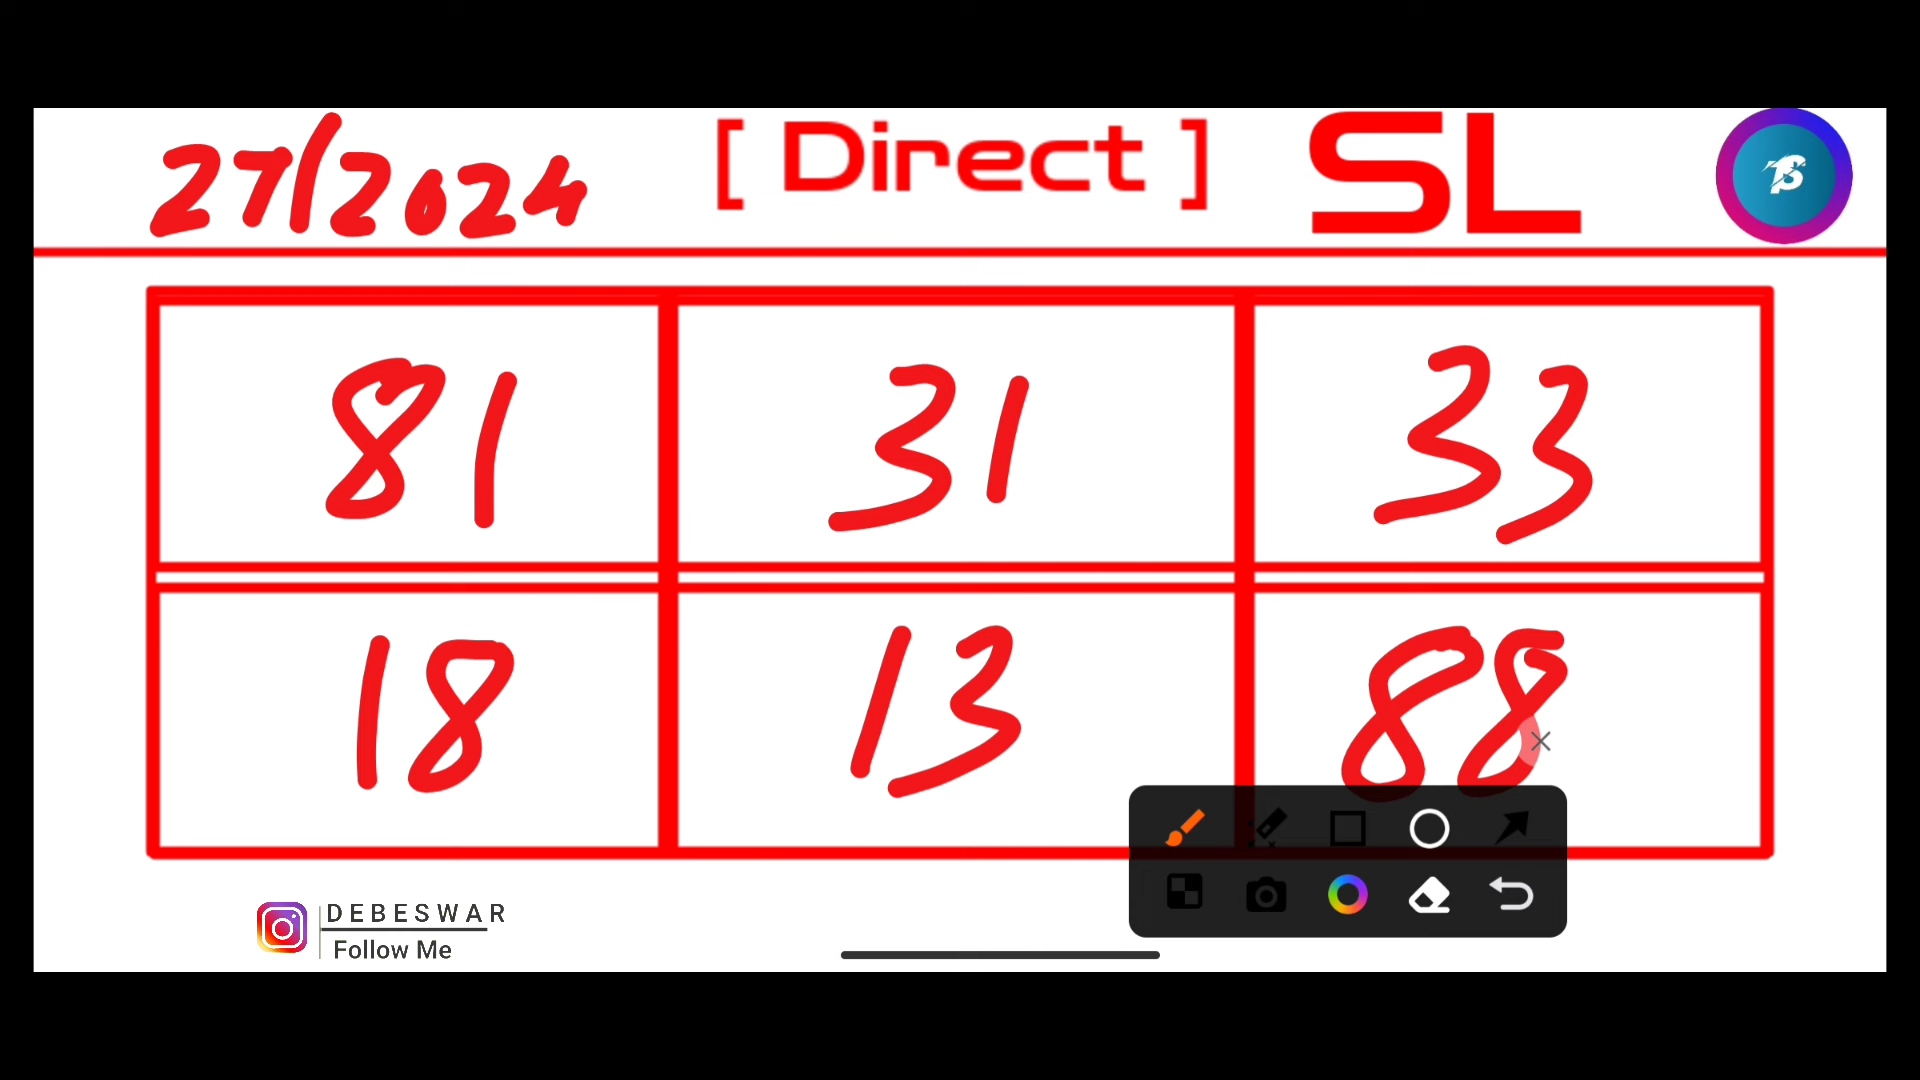 27/2024 [ Direct ] SL
81 31 33
18 13 88
DEBESWAR
Follow Me